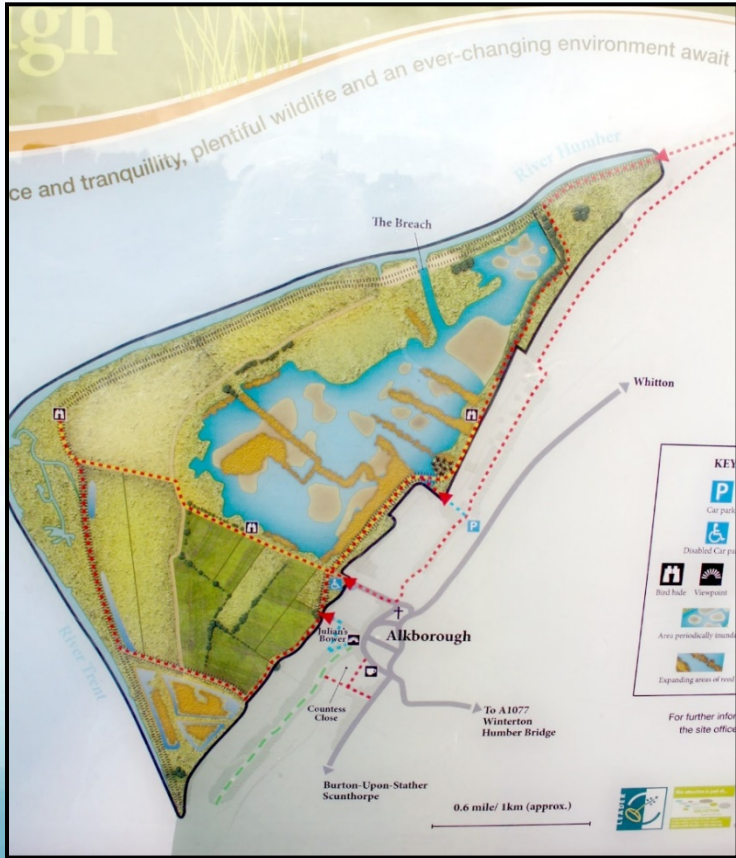 gh
ce and tranquility, plentiful wildlife and an ever-changing environment await
River Humber
The Breach
Whitton
KEY
P
Car park
Disabled Car pa
Bird hide
Viewpoint
Area periodically inunda
Expanding areas of reed
P
Julian's
Bower
Alkborough
River Trent
Countess
Close
To A1077
Winterton
Humber Bridge
For further infor
the site office
Burton-Upon-Stather
Scunthorpe
0.6 mile/ 1km (approx.)